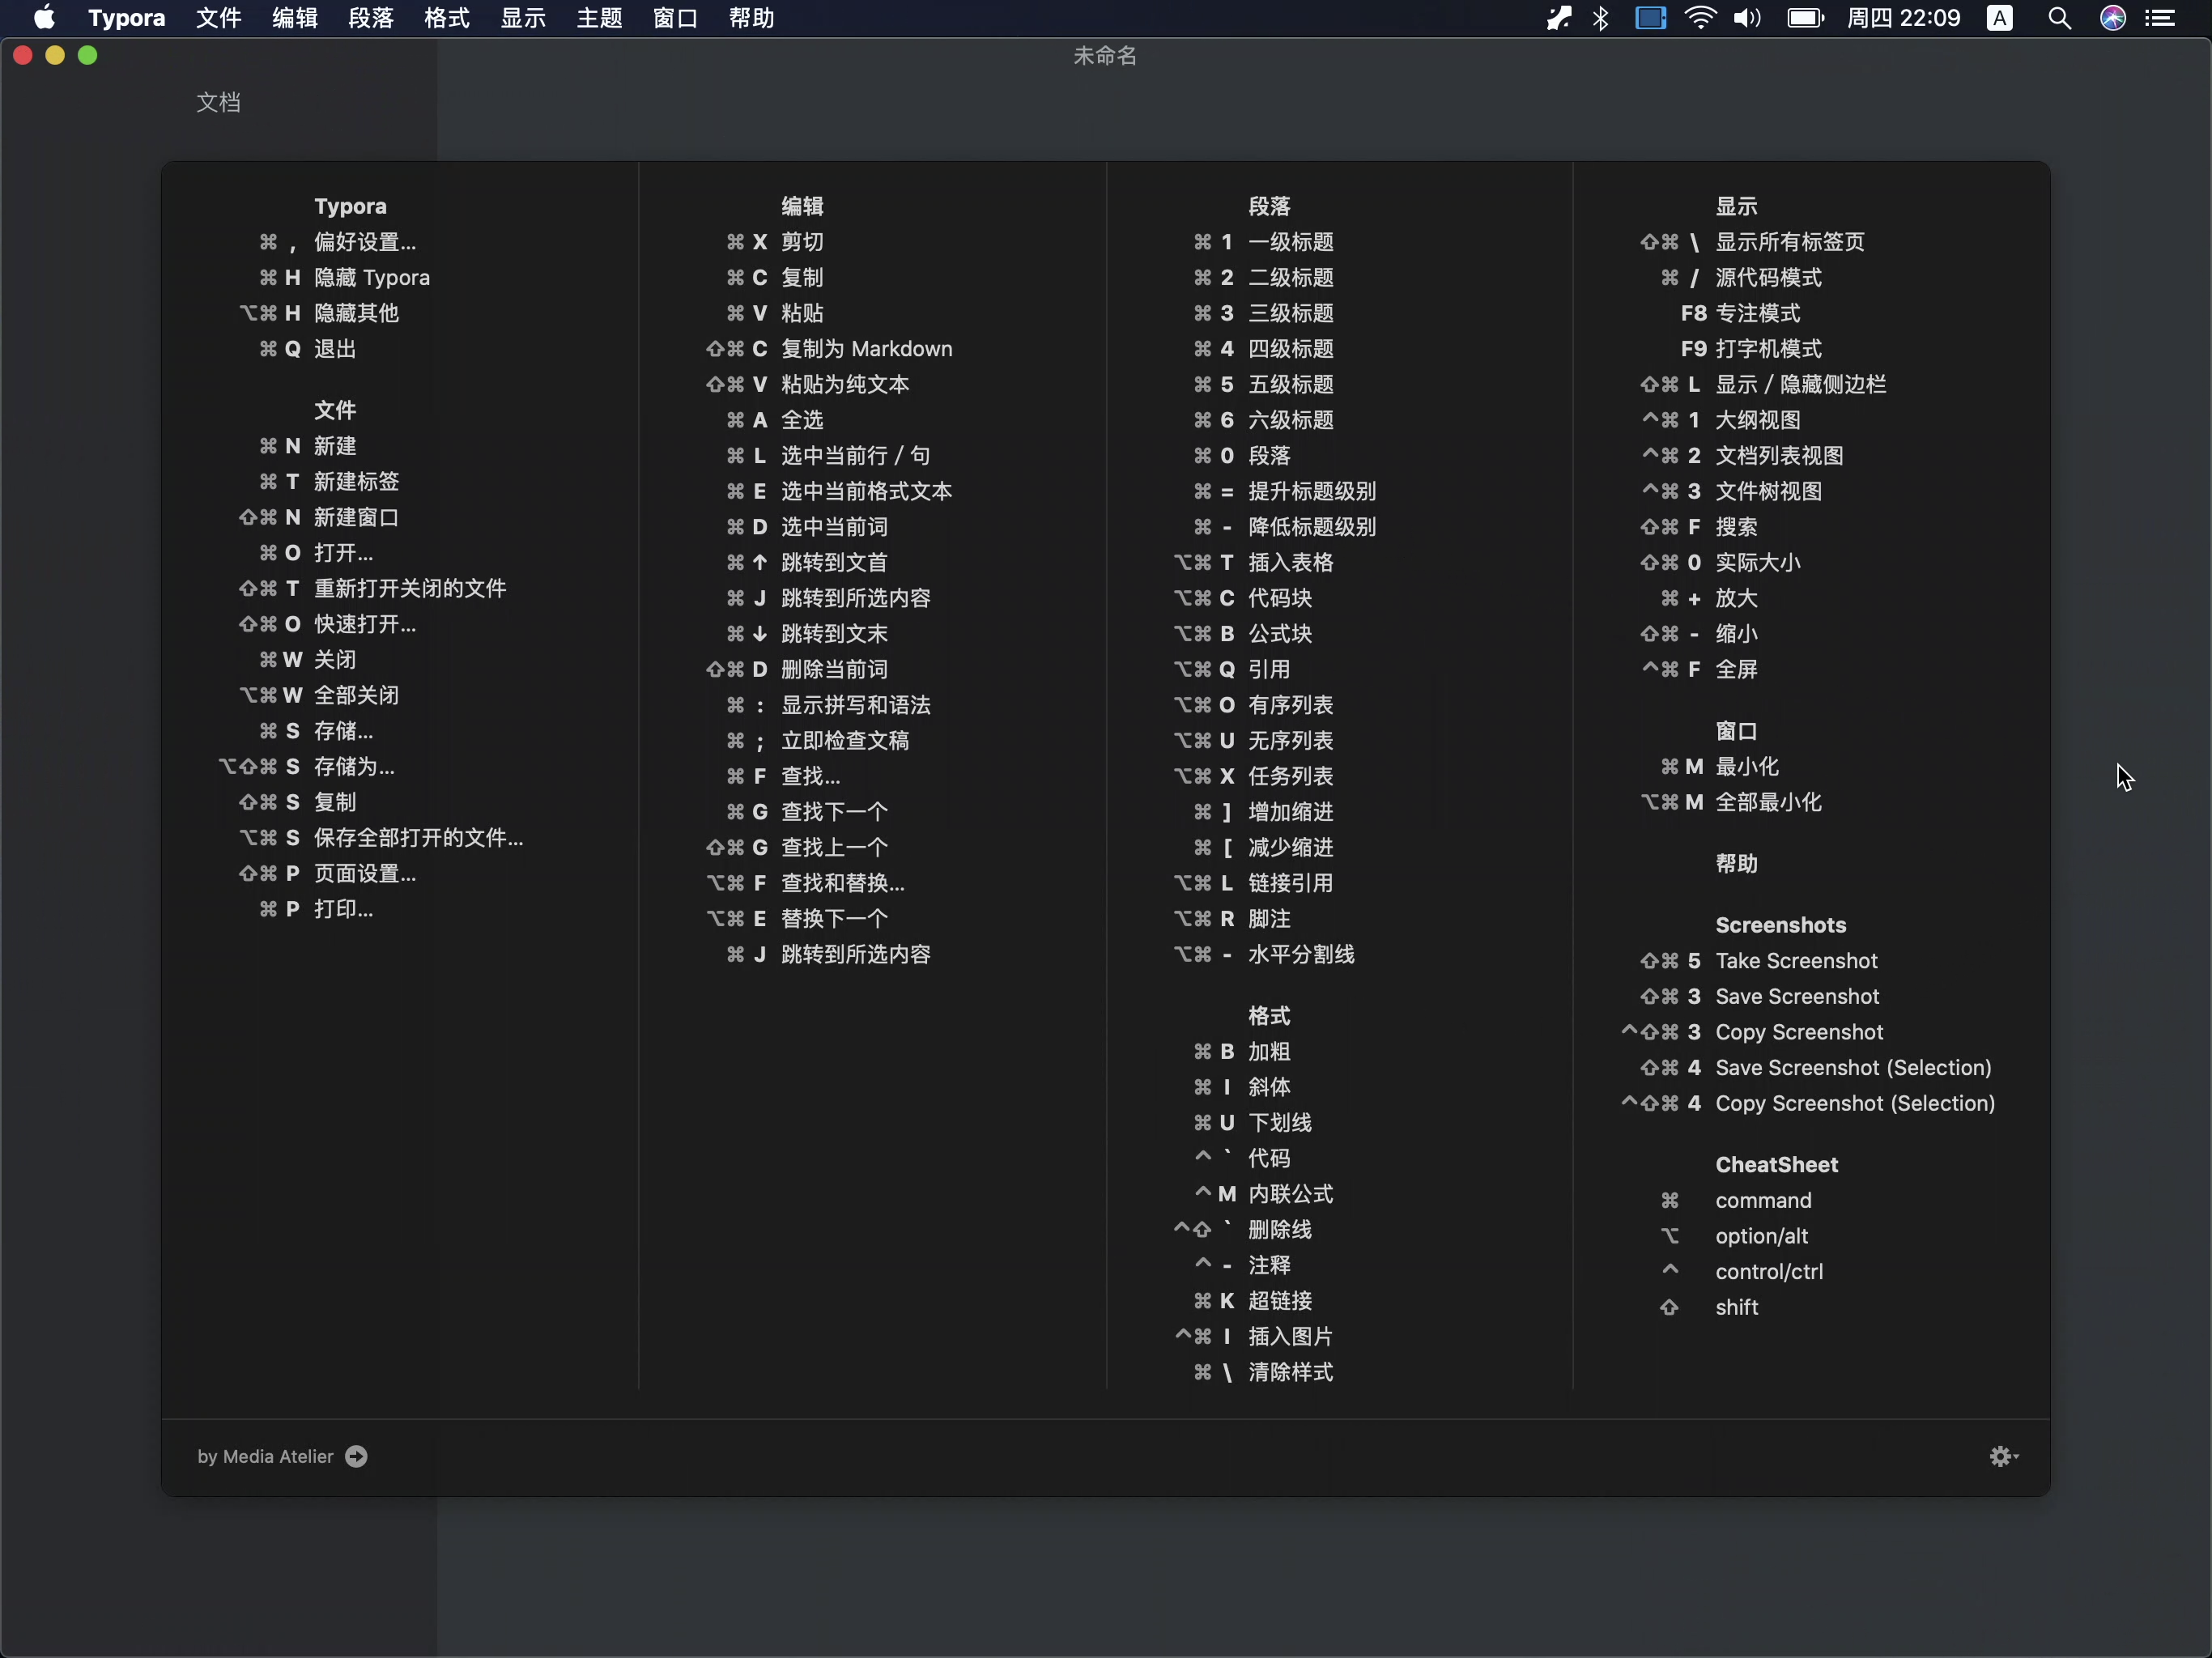 Typora 文件 编辑 段落 格式 显示 主题 窗口 帮助 周四 22:09 A
未命名
文档
Typora
⌘ , 偏好设置...
⌘ H 隐藏 Typora
⌥⌘ H 隐藏其他
⌘ Q 退出
文件
⌘ N 新建
⌘ T 新建标签
⇧⌘ N 新建窗口
⌘ O 打开...
⇧⌘ T 重新打开关闭的文件
⇧⌘ O 快速打开...
⌘ W 关闭
⌥⌘ W 全部关闭
⌘ S 存储...
⌥⇧⌘ S 存储为...
⇧⌘ S 复制
⌥⌘ S 保存全部打开的文件...
⇧⌘ P 页面设置...
⌘ P 打印...
编辑
⌘ X 剪切
⌘ C 复制
⌘ V 粘贴
⇧⌘ C 复制为 Markdown
⇧⌘ V 粘贴为纯文本
⌘ A 全选
⌘ L 选中当前行 / 句
⌘ E 选中当前格式文本
⌘ D 选中当前词
⌘ ↑ 跳转到文首
⌘ J 跳转到所选内容
⌘ ↓ 跳转到文末
⇧⌘ D 删除当前词
⌘ : 显示拼写和语法
⌘ ; 立即检查文稿
⌘ F 查找...
⌘ G 查找下一个
⇧⌘ G 查找上一个
⌥⌘ F 查找和替换...
⌥⌘ E 替换下一个
⌘ J 跳转到所选内容
段落
⌘ 1 一级标题
⌘ 2 二级标题
⌘ 3 三级标题
⌘ 4 四级标题
⌘ 5 五级标题
⌘ 6 六级标题
⌘ 0 段落
⌘ = 提升标题级别
⌘ - 降低标题级别
⌥⌘ T 插入表格
⌥⌘ C 代码块
⌥⌘ B 公式块
⌥⌘ Q 引用
⌥⌘ O 有序列表
⌥⌘ U 无序列表
⌥⌘ X 任务列表
⌘ ] 增加缩进
⌘ [ 减少缩进
⌥⌘ L 链接引用
⌥⌘ R 脚注
⌥⌘ - 水平分割线
格式
⌘ B 加粗
⌘ I 斜体
⌘ U 下划线
^ ` 代码
^ M 内联公式
^⇧ ` 删除线
^ - 注释
⌘ K 超链接
^⌘ I 插入图片
⌘ \ 清除样式
显示
⇧⌘ \ 显示所有标签页
⌘ / 源代码模式
F8 专注模式
F9 打字机模式
⇧⌘ L 显示 / 隐藏侧边栏
^⌘ 1 大纲视图
^⌘ 2 文档列表视图
^⌘ 3 文件树视图
⇧⌘ F 搜索
⇧⌘ 0 实际大小
⌘ + 放大
⇧⌘ - 缩小
^⌘ F 全屏
窗口
⌘ M 最小化
⌥⌘ M 全部最小化
帮助
Screenshots
⇧⌘ 5 Take Screenshot
⇧⌘ 3 Save Screenshot
^⇧⌘ 3 Copy Screenshot
⇧⌘ 4 Save Screenshot (Selection)
^⇧⌘ 4 Copy Screenshot (Selection)
CheatSheet
⌘ command
⌥ option/alt
^ control/ctrl
⇧ shift
by Media Atelier